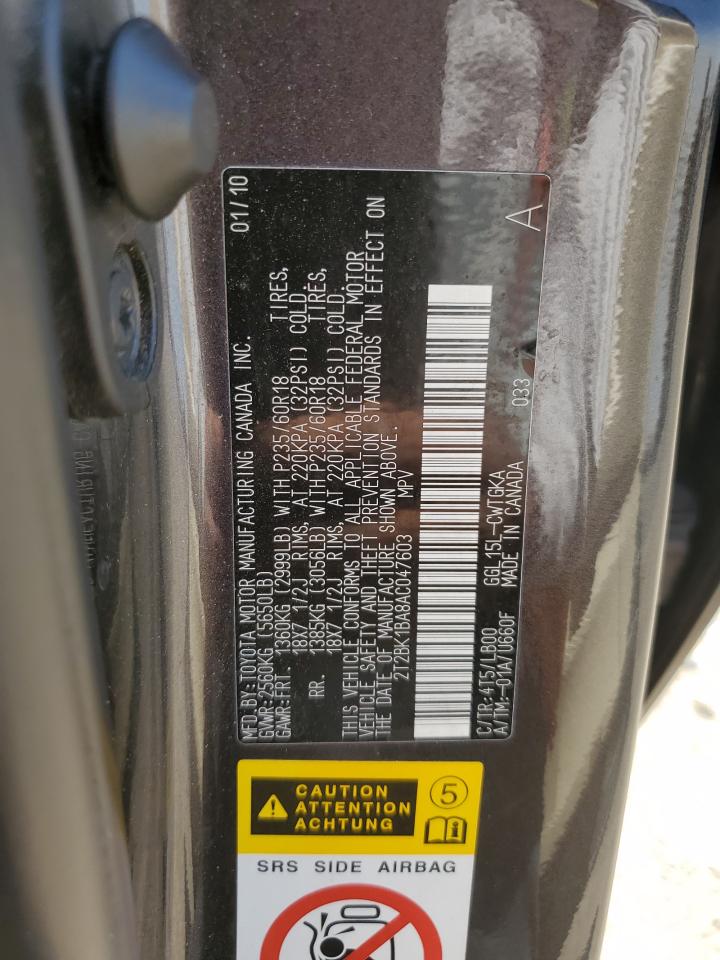 MFD.BY:TOYOTA MOTOR MANUFACTURING CANADA INC. 01/10
GVWR:2560KG (5650LB)
GAWR:FRT. 1360KG (2999LB) WITH P235/60R18 TIRES,
18X7 1/2J RIMS, AT 220KPA (32PSI) COLD.
RR. 1385KG (3056LB) WITH P235/60R18 TIRES,
18X7 1/2J RIMS, AT 220KPA (32PSI) COLD.
THIS VEHICLE CONFORMS TO ALL APPLICABLE FEDERAL MOTOR
VEHICLE SAFETY AND THEFT PREVENTION STANDARDS IN EFFECT ON
THE DATE OF MANUFACTURE SHOWN ABOVE.
2T2BK1BA8AC047603 MPV
C/TR:4T5/LB00 GGL15L-CWTGKA 033 A
A/TM-01A/U660F MADE IN CANADA
CAUTION
ATTENTION
ACHTUNG
5
SRS SIDE AIRBAG